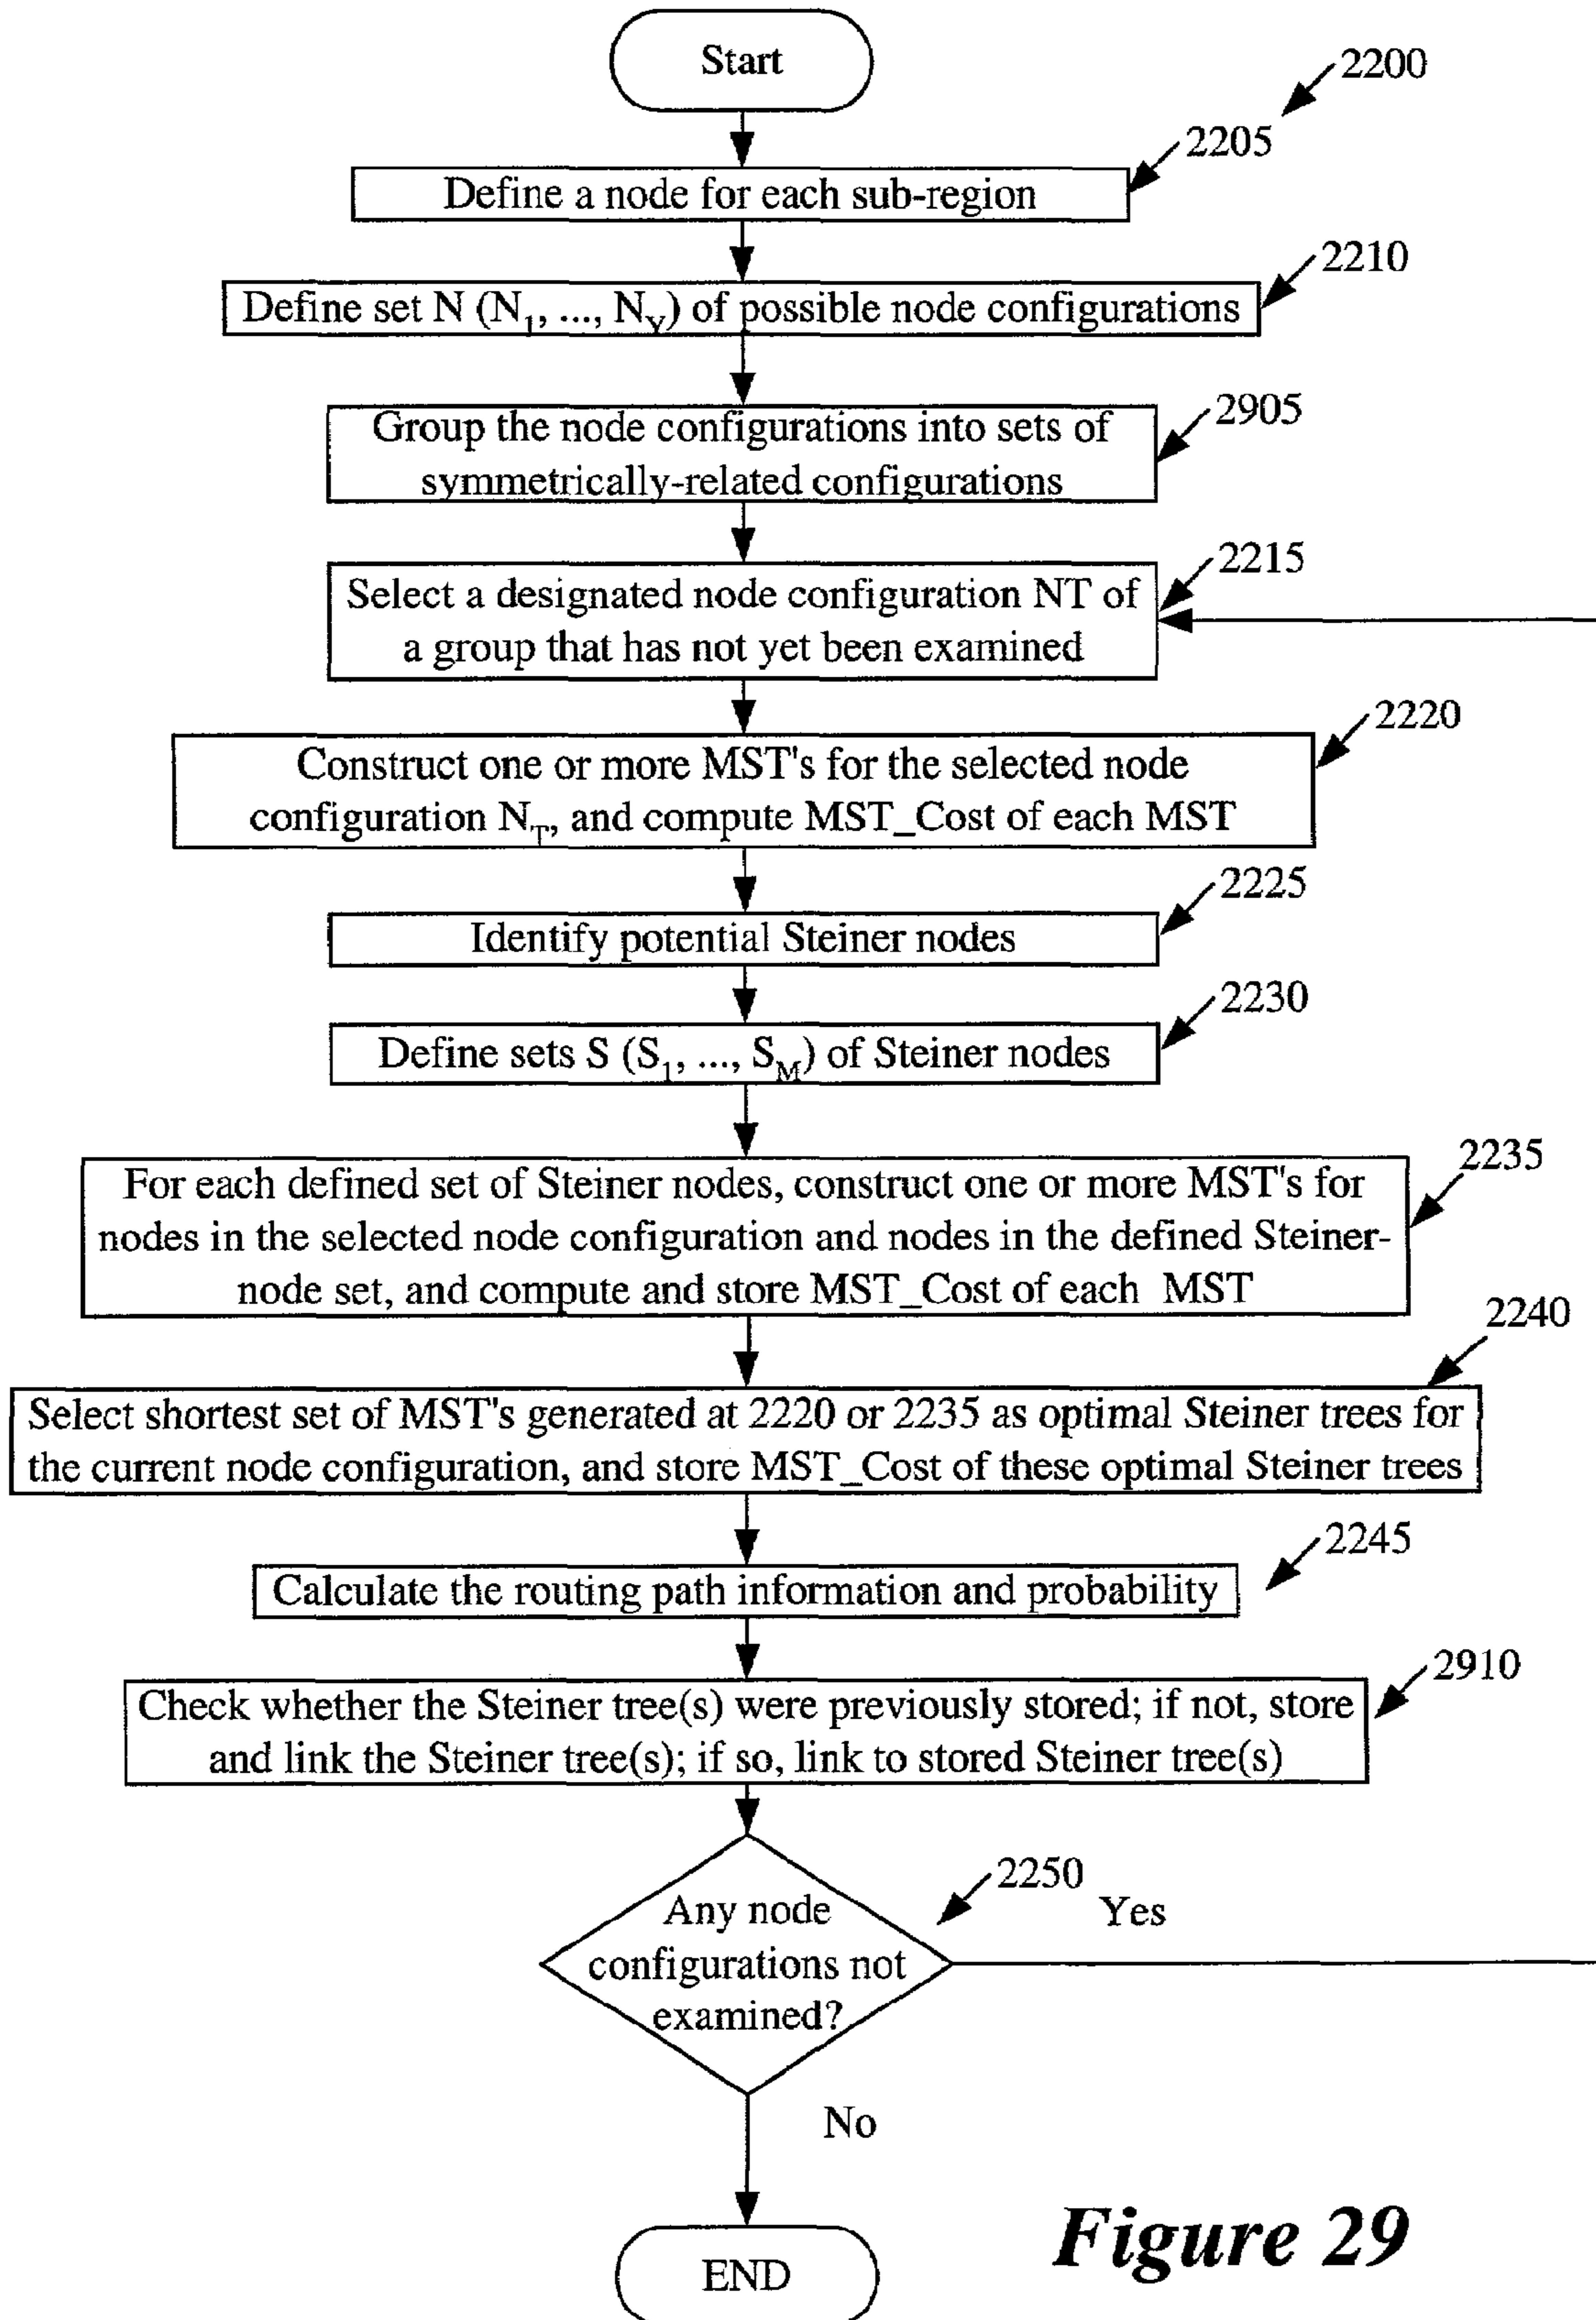 Start
2200
2205
Define a node for each sub-region
2210
Define set N (N1, ..., NY) of possible node configurations
2905
Group the node configurations into sets of
symmetrically-related configurations
2215
Select a designated node configuration NT of
a group that has not yet been examined
2220
Construct one or more MST's for the selected node
configuration NT, and compute MST_Cost of each MST
2225
Identify potential Steiner nodes
2230
Define sets S (S1, ..., SM) of Steiner nodes
2235
For each defined set of Steiner nodes, construct one or more MST's for
nodes in the selected node configuration and nodes in the defined Steiner-
node set, and compute and store MST_Cost of each MST
2240
Select shortest set of MST's generated at 2220 or 2235 as optimal Steiner trees for
the current node configuration, and store MST_Cost of these optimal Steiner trees
2245
Calculate the routing path information and probability
2910
Check whether the Steiner tree(s) were previously stored; if not, store
and link the Steiner tree(s); if so, link to stored Steiner tree(s)
2250
Any node
configurations not
examined?
Yes
No
END
Figure 29